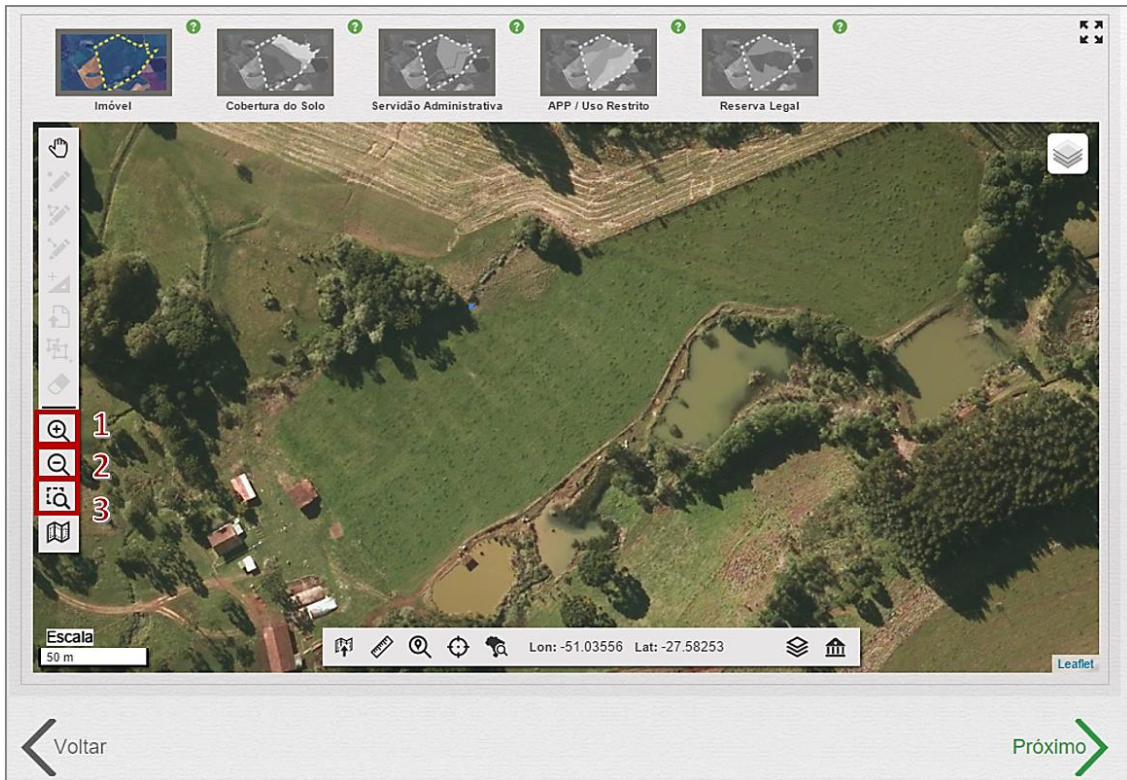 ? ? ? ? ?
Imóvel Cobertura do Solo Servidão Administrativa APP / Uso Restrito Reserva Legal
1
2
3
Escala
50 m
Lon: -51.03556 Lat: -27.58253
Leaflet
Voltar Próximo